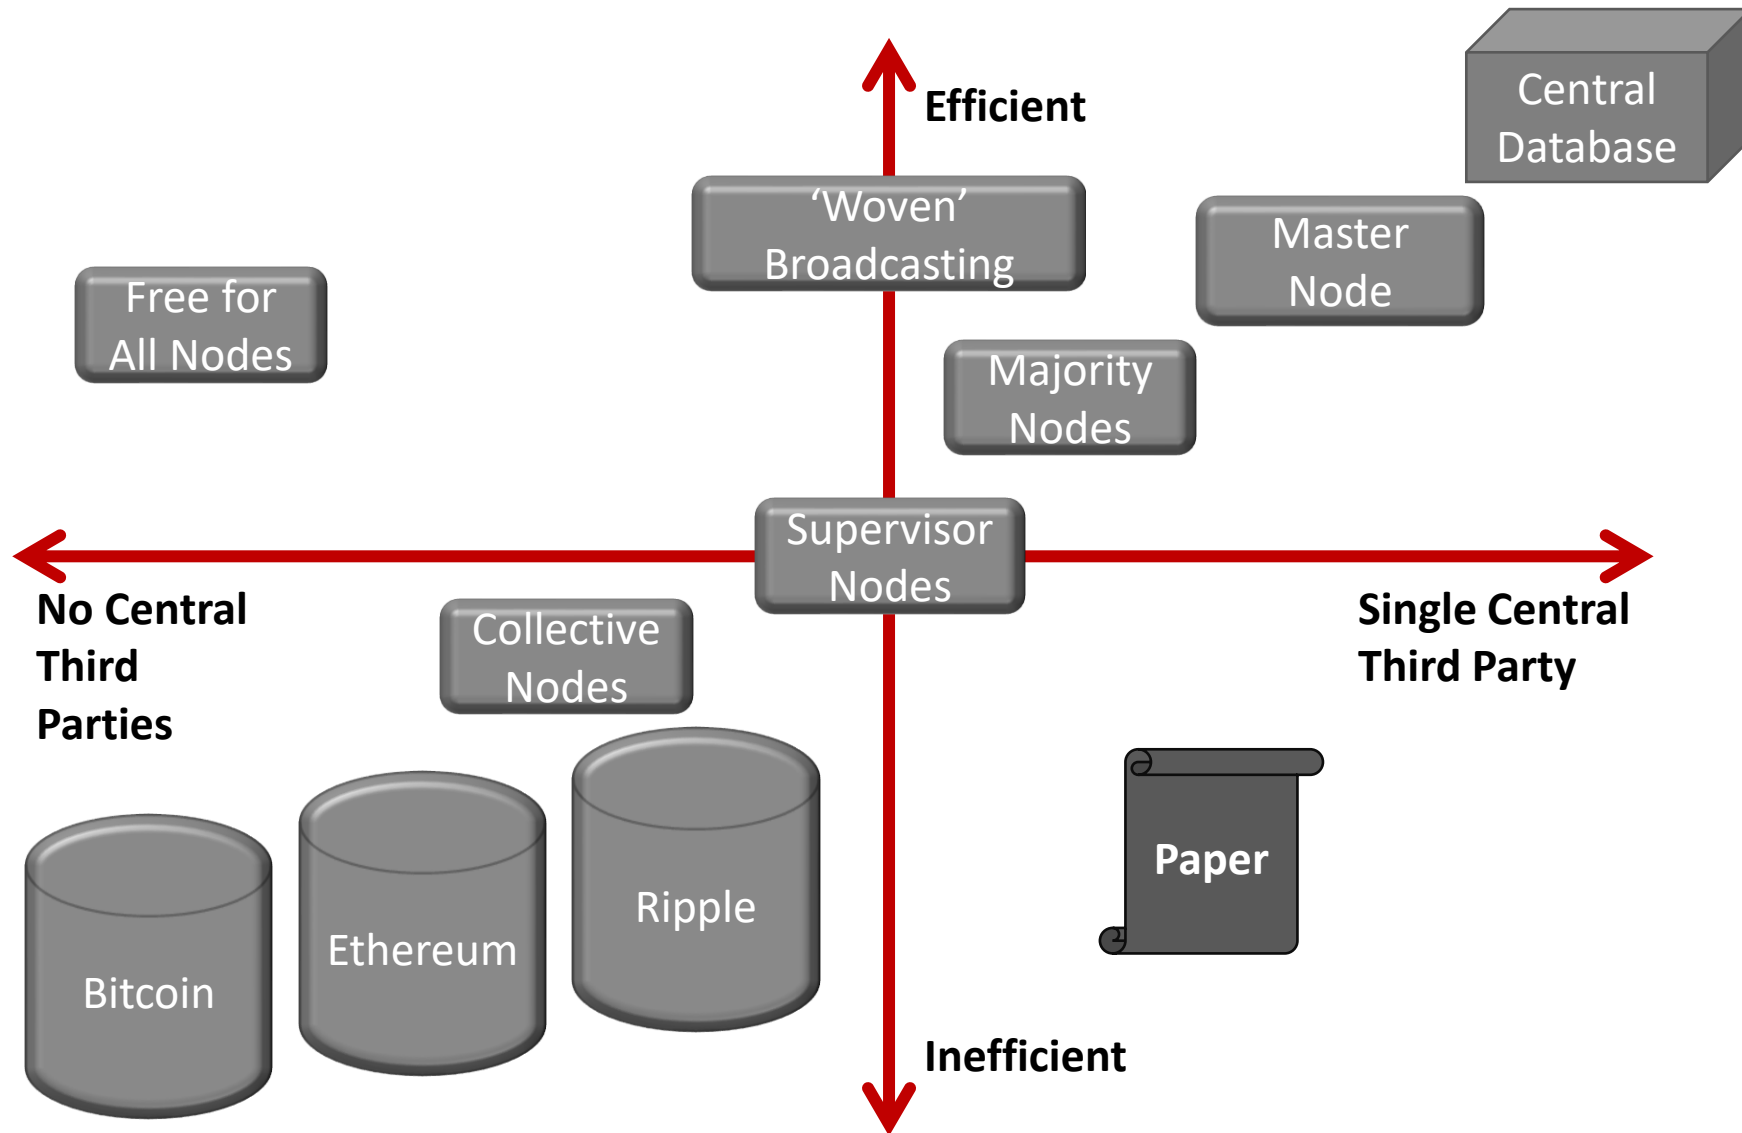 Efficient
Central
Database
‘Woven’
Broadcasting
Master
Node
Free for
All Nodes
Majority
Nodes
Supervisor
Nodes
No Central
Third
Parties
Single Central
Third Party
Collective
Nodes
Bitcoin
Ethereum
Ripple
Paper
Inefficient